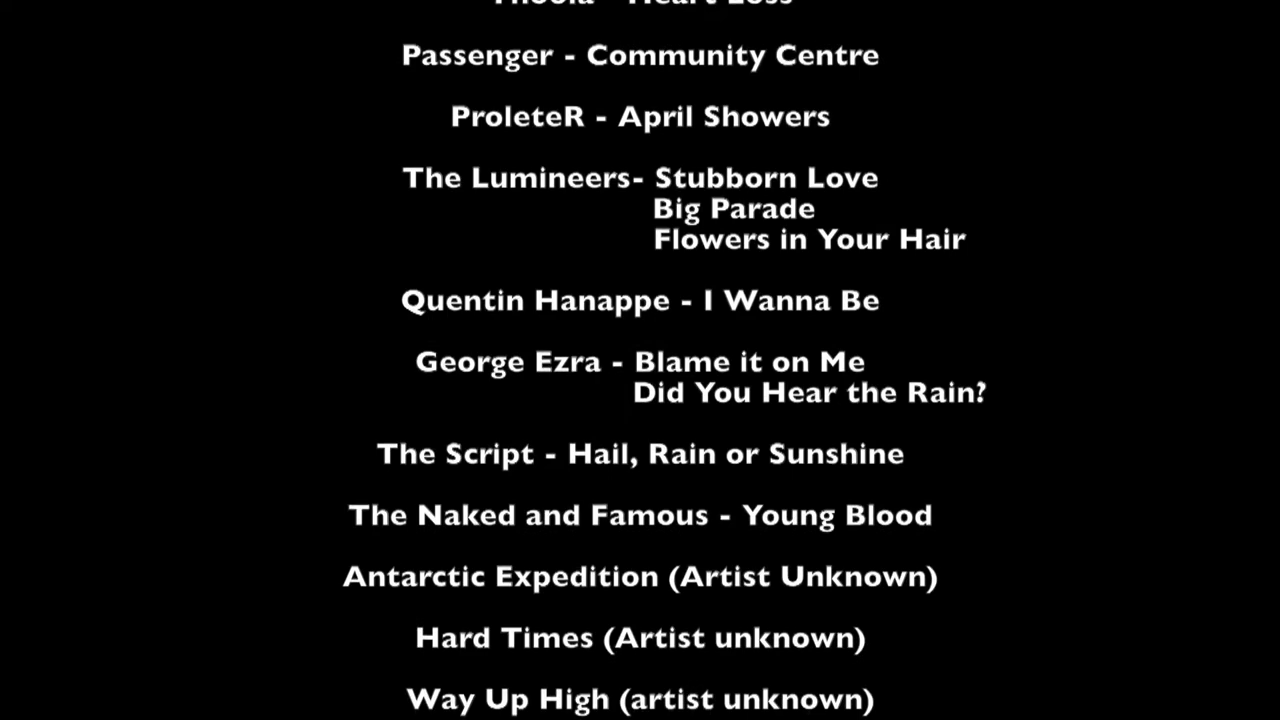 Heart Loss
Passenger - Community Centre
ProleteR - April Showers
The Lumineers- Stubborn Love
Big Parade
Flowers in Your Hair
Quentin Hanappe - I Wanna Be
George Ezra - Blame it on Me
Did You Hear the Rain?
The Script - Hail, Rain or Sunshine
The Naked and Famous - Young Blood
Antarctic Expedition (Artist Unknown)
Hard Times (Artist unknown)
Way Up High (artist unknown)